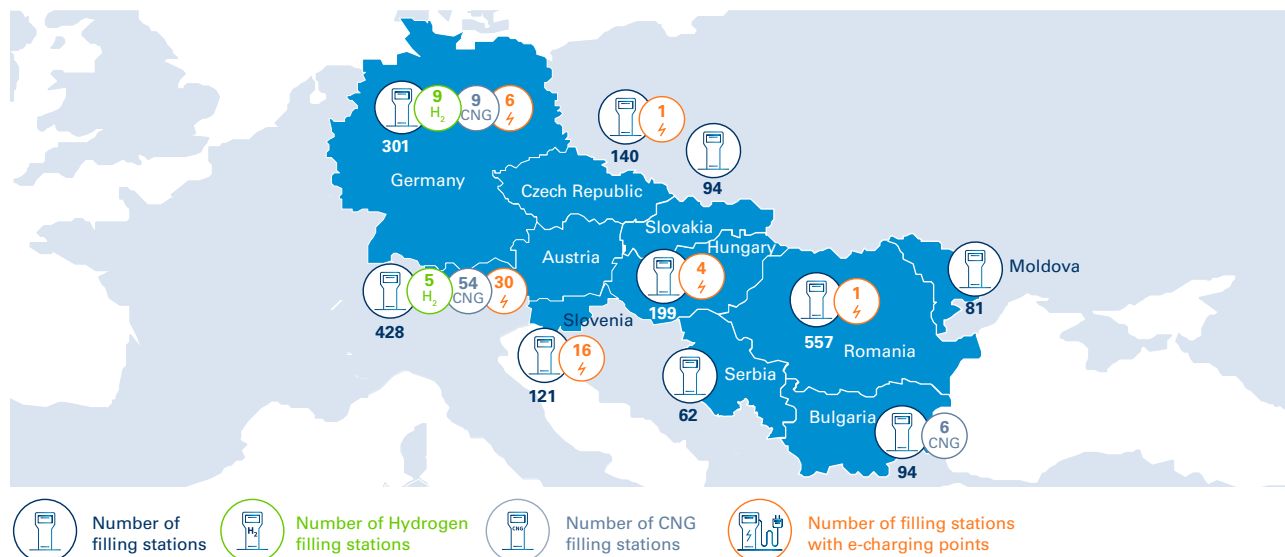 9
H₂
9
CNG
6
301
Germany
1
140
94
Czech Republic
Slovakia
Hungary
Austria
428
5
H₂
54
CNG
30
4
199
1
557
Romania
Moldova
81
Slovenia
16
121
Serbia
62
Bulgaria
6
CNG
94
Number of
filling stations
H₂
Number of Hydrogen
filling stations
CNG
Number of CNG
filling stations
Number of filling stations
with e-charging points